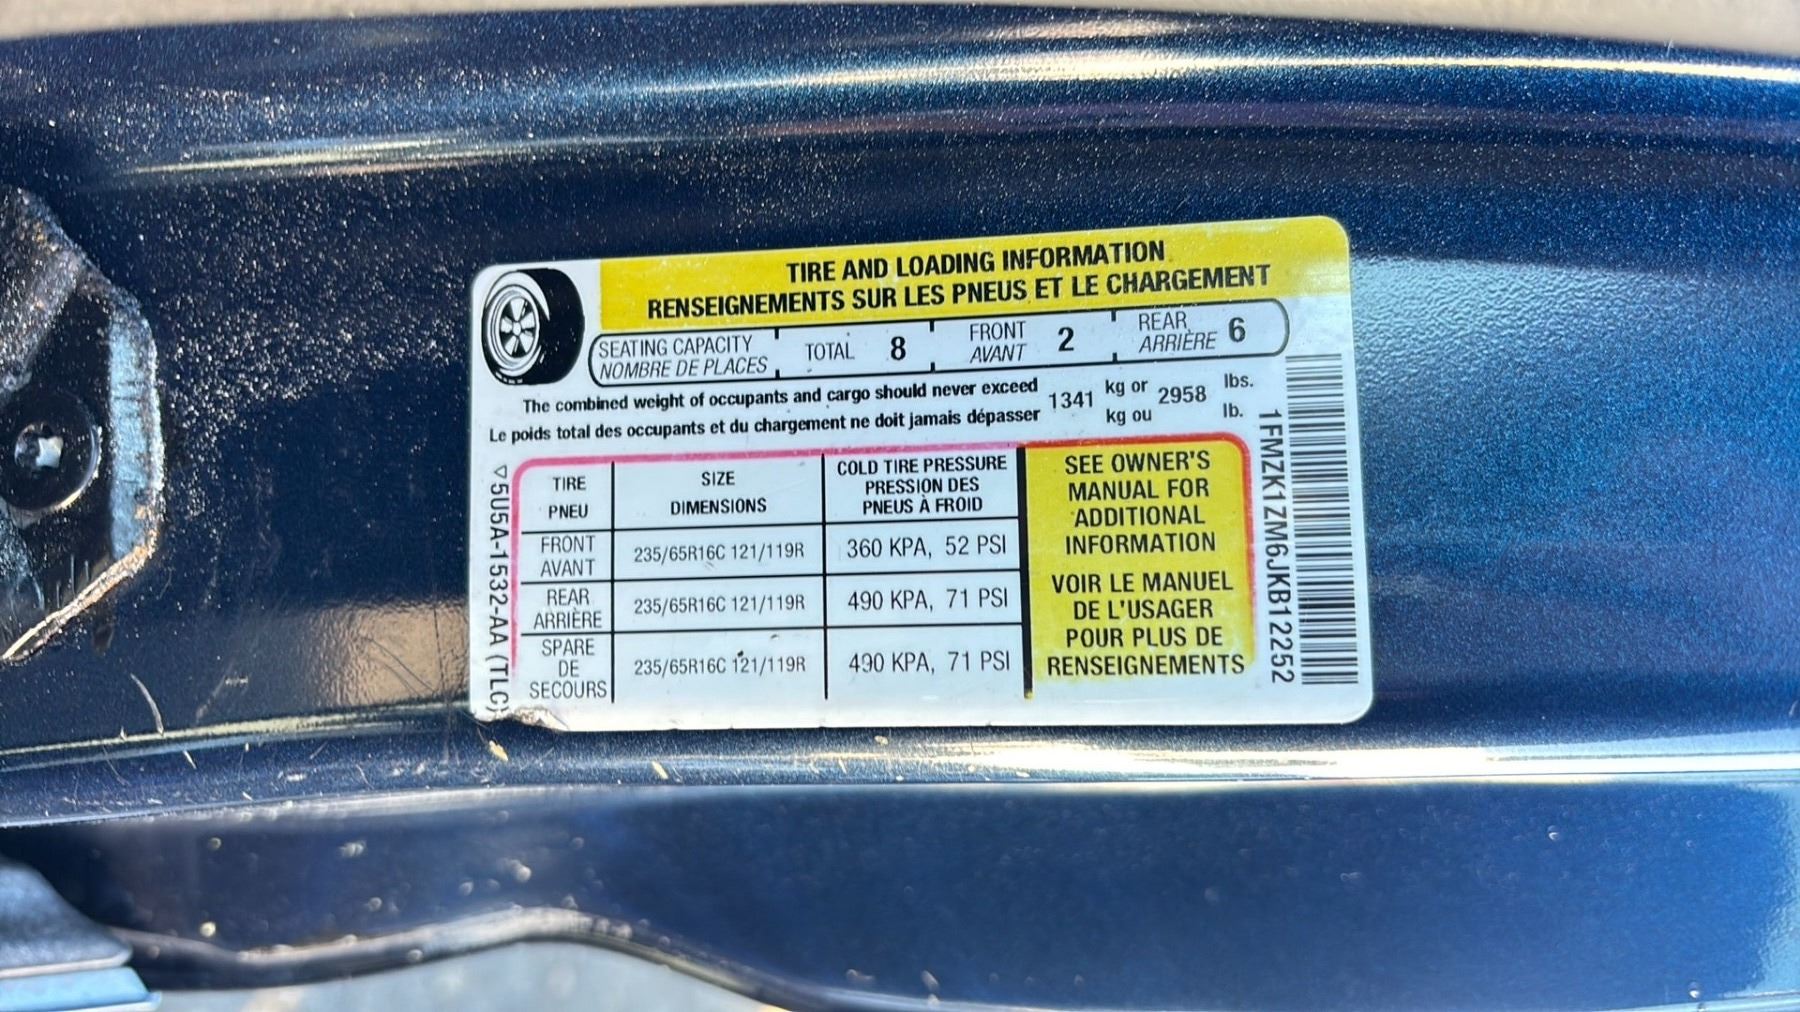 TIRE AND LOADING INFORMATION
RENSEIGNEMENTS SUR LES PNEUS ET LE CHARGEMENT
SEATING CAPACITY
NOMBRE DE PLACES
TOTAL 8
FRONT
AVANT
2
REAR
ARRIÈRE
6
The combined weight of occupants and cargo should never exceed
Le poids total des occupants et du chargement ne doit jamais dépasser
1341
kg or
kg ou
2958
lbs.
lb.
TIRE
PNEU
SIZE
DIMENSIONS
COLD TIRE PRESSURE
PRESSION DES
PNEUS À FROID
FRONT
AVANT
235/65R16C 121/119R
360 KPA, 52 PSI
REAR
ARRIÈRE
235/65R16C 121/119R
490 KPA, 71 PSI
SPARE
DE
SECOURS
235/65R16C 121/119R
490 KPA, 71 PSI
SEE OWNER'S
MANUAL FOR
ADDITIONAL
INFORMATION
VOIR LE MANUEL
DE L'USAGER
POUR PLUS DE
RENSEIGNEMENTS
5U5A-1532-AA (TLC)
1FMZK1ZM6JKB12252